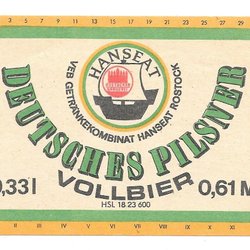 HANSEAT
VEB GETRÄNKEKOMBINAT HANSEAT ROSTOCK
DEUTSCHES PILSNER
0,33 l
VOLLBIER
0,61 M
HSL 18 23 600